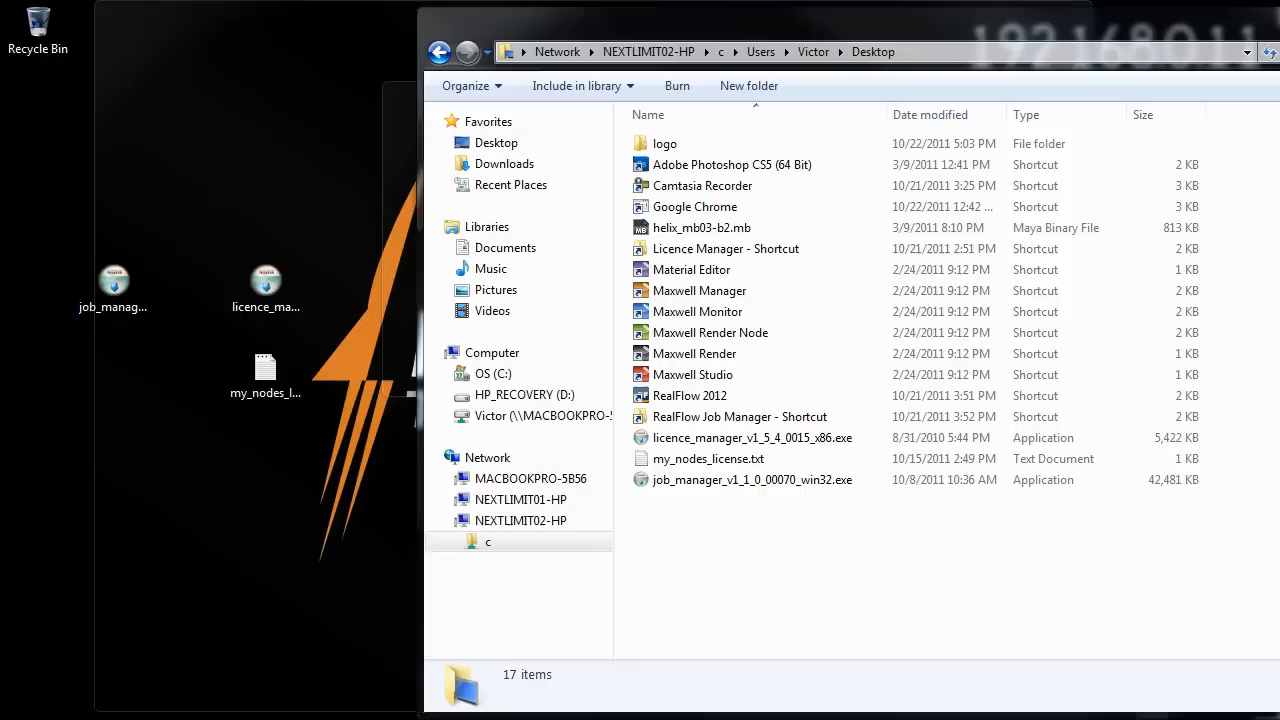 Recycle Bin
job_manag...
licence_ma...
my_nodes_l...
Network NEXTLIMIT02-HP c Users Victor Desktop
Organize Include in library Burn New folder
Favorites
Desktop
Downloads
Recent Places
Libraries
Documents
Music
Pictures
Videos
Computer
OS (C:)
HP_RECOVERY (D:)
Victor (\\MACBOOKPRO-5
Network
MACBOOKPRO-5B56
NEXTLIMIT01-HP
NEXTLIMIT02-HP
c
Name Date modified Type Size
logo 10/22/2011 5:03 PM File folder
Adobe Photoshop CS5 (64 Bit) 3/9/2011 12:41 PM Shortcut 2 KB
Camtasia Recorder 10/21/2011 3:25 PM Shortcut 3 KB
Google Chrome 10/22/2011 12:42 ... Shortcut 3 KB
helix_mb03-b2.mb 3/9/2011 8:10 PM Maya Binary File 813 KB
Licence Manager - Shortcut 10/21/2011 2:51 PM Shortcut 2 KB
Material Editor 2/24/2011 9:12 PM Shortcut 1 KB
Maxwell Manager 2/24/2011 9:12 PM Shortcut 2 KB
Maxwell Monitor 2/24/2011 9:12 PM Shortcut 2 KB
Maxwell Render Node 2/24/2011 9:12 PM Shortcut 2 KB
Maxwell Render 2/24/2011 9:12 PM Shortcut 1 KB
Maxwell Studio 2/24/2011 9:12 PM Shortcut 1 KB
RealFlow 2012 10/21/2011 3:51 PM Shortcut 2 KB
RealFlow Job Manager - Shortcut 10/21/2011 3:52 PM Shortcut 2 KB
licence_manager_v1_5_4_0015_x86.exe 8/31/2010 5:44 PM Application 5,422 KB
my_nodes_license.txt 10/15/2011 2:49 PM Text Document 1 KB
job_manager_v1_1_0_00070_win32.exe 10/8/2011 10:36 AM Application 42,481 KB
17 items